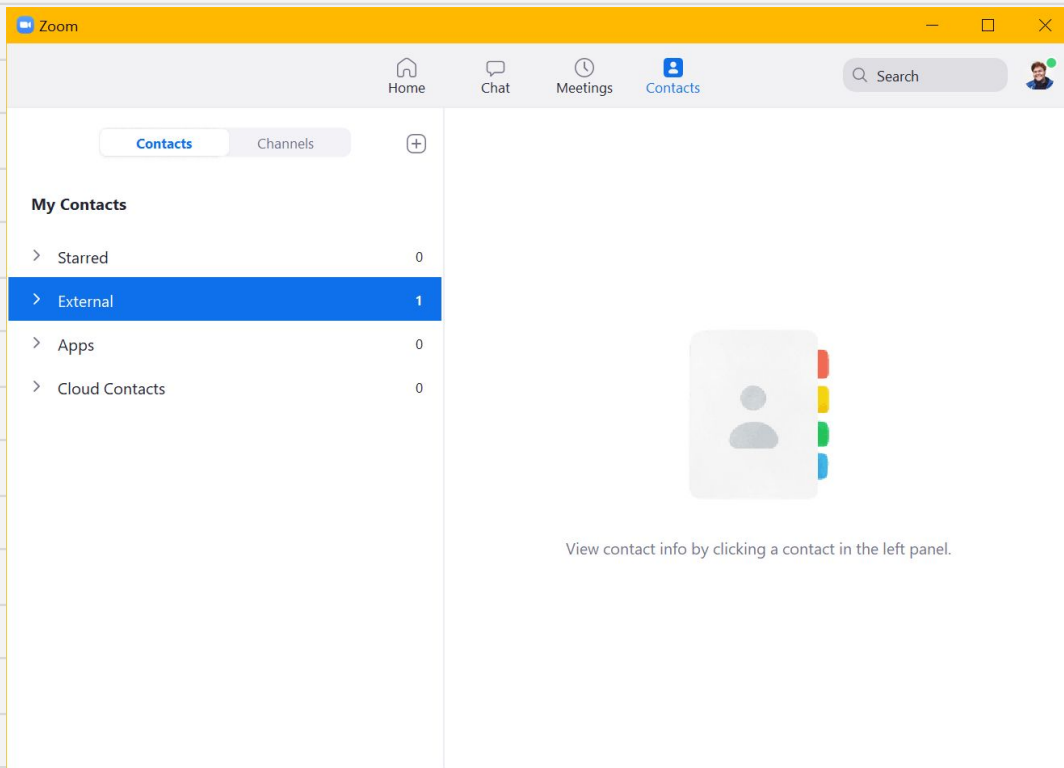 Zoom
Home Chat Meetings Contacts Search
Contacts Channels
My Contacts
Starred 0
External 1
Apps 0
Cloud Contacts 0
View contact info by clicking a contact in the left panel.